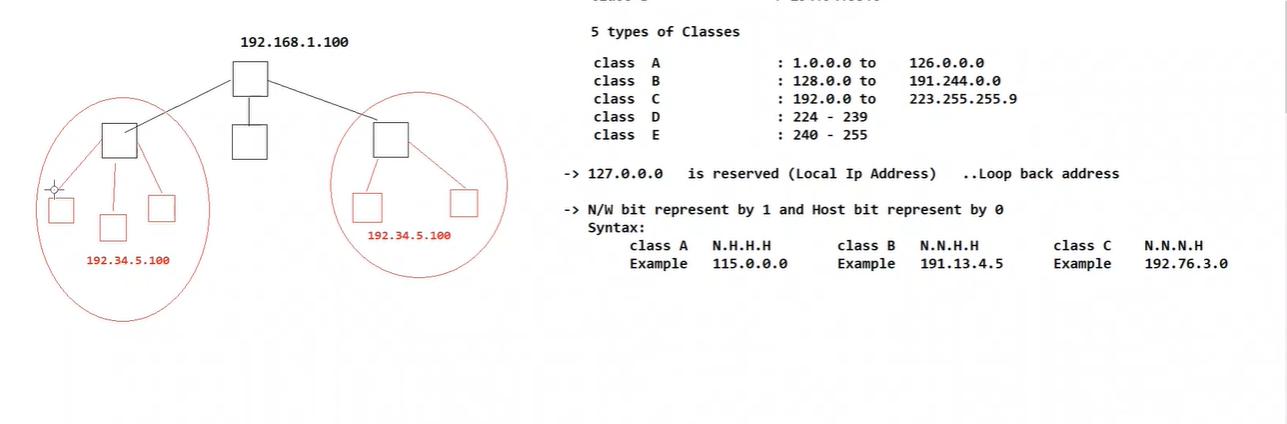 192.168.1.100
192.34.5.100
192.34.5.100
5 types of Classes
class A : 1.0.0.0 to 126.0.0.0
class B : 128.0.0 to 191.244.0.0
class C : 192.0.0 to 223.255.255.9
class D : 224 - 239
class E : 240 - 255
-> 127.0.0.0 is reserved (Local Ip Address) ..Loop back address
-> N/W bit represent by 1 and Host bit represent by 0
Syntax:
class A N.H.H.H class B N.N.H.H class C N.N.N.H
Example 115.0.0.0 Example 191.13.4.5 Example 192.76.3.0